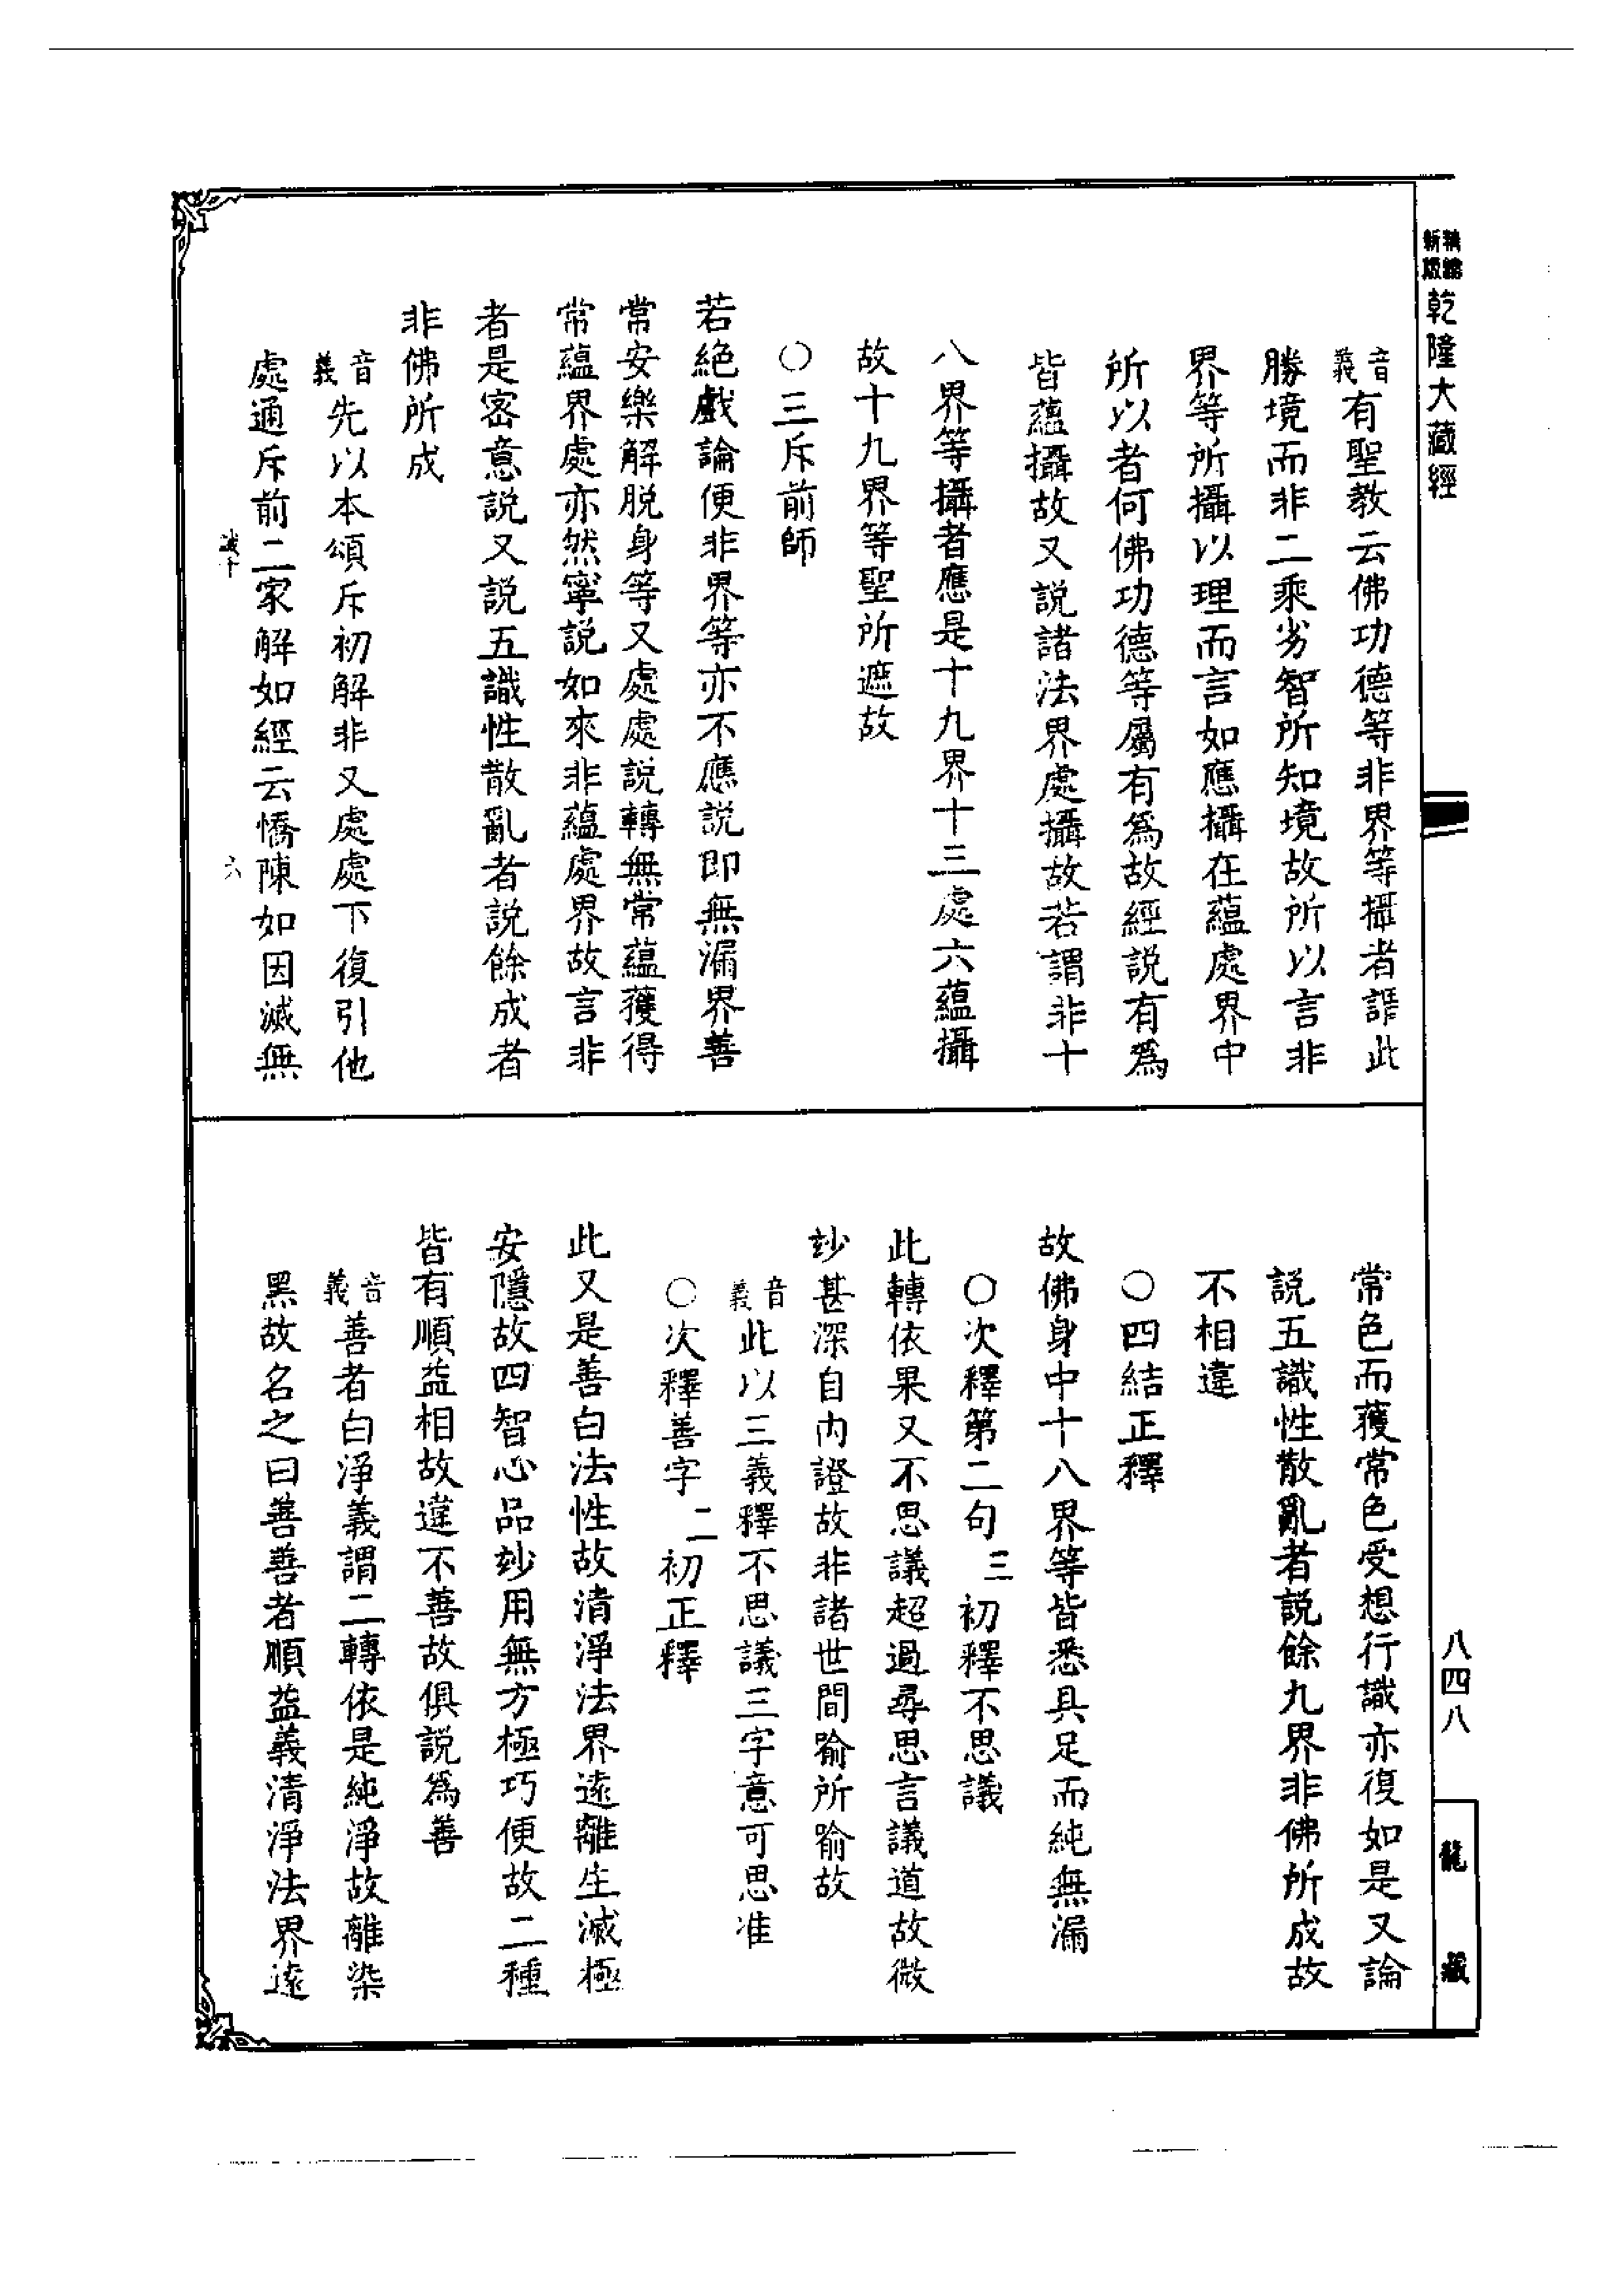 精縮
新版
乾隆大藏經
音義有聖教云佛功德等非界等攝者謂此
勝境而非二乘劣智所知境故所以言非
界等所攝以理而言如應攝在蘊處界中
所以者何佛功德等屬有為故經說有為
皆蘊攝故又說諸法界處攝故若謂非十
八界等攝者應是十九界十三處六蘊攝
故十九界等聖所遮故
○三斥前師
若絕戲論便非界等亦不應說即無漏界善
常安樂解脫身等又處處說轉無常蘊獲得
常蘊界處亦然寧說如來非蘊處界故言非
者是密意說又說五識性散亂者說餘成者
非佛所成
音義先以本頌斥初解非又處處下復引他
處通斥前二家解如經云憍陳如因滅無
六
常色而獲常色受想行識亦復如是又論
說五識性散亂者說餘九界非佛所成故
不相違
○四結正釋
故佛身中十八界等皆悉具足而純無漏
○次釋第二句三初釋不思議
此轉依果又不思議超過尋思言議道故微
玅甚深自內證故非諸世間喻所喻故
音義此以三義釋不思議三字意可思准
○次釋善字二初正釋
此又是善白法性故清淨法界遠離生滅極
安隱故四智心品玅用無方極巧便故二種
皆有順益相故違不善故俱說為善
音義善者白淨義謂二轉依是純淨故離染
黑故名之曰善善者順益義清淨法界遠
八四八
龍藏